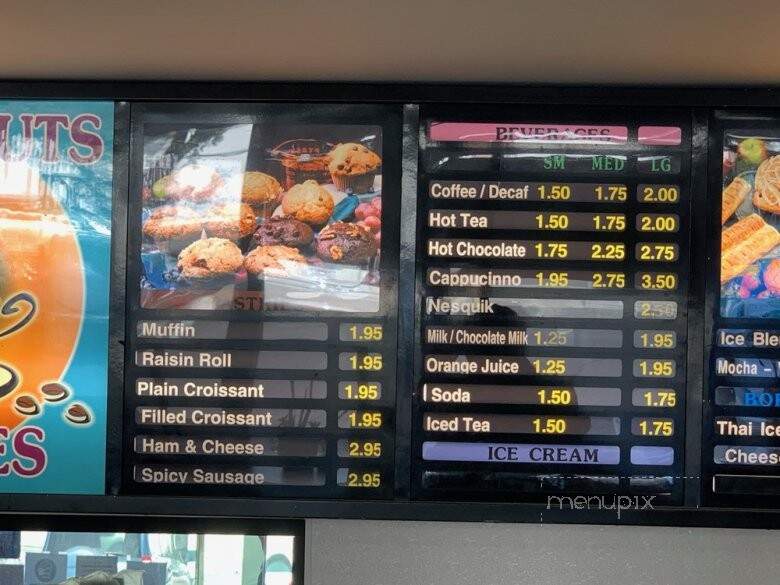 UTS
ES
Muffin 1.95
Raisin Roll 1.95
Plain Croissant 1.95
Filled Croissant 1.95
Ham & Cheese 2.95
Spicy Sausage 2.95
BEVERAGES
SM MED LG
Coffee / Decaf 1.50 1.75 2.00
Hot Tea 1.50 1.75 2.00
Hot Chocolate 1.75 2.25 2.75
Cappucinno 1.95 2.75 3.50
Nesquik 2.50
Milk / Chocolate Milk 1.25 1.95
Orange Juice 1.25 1.95
Soda 1.50 1.75
Iced Tea 1.50 1.75
ICE CREAM
Ice Ble
Mocha -
BOB
Thai Ice
Chees
menupix